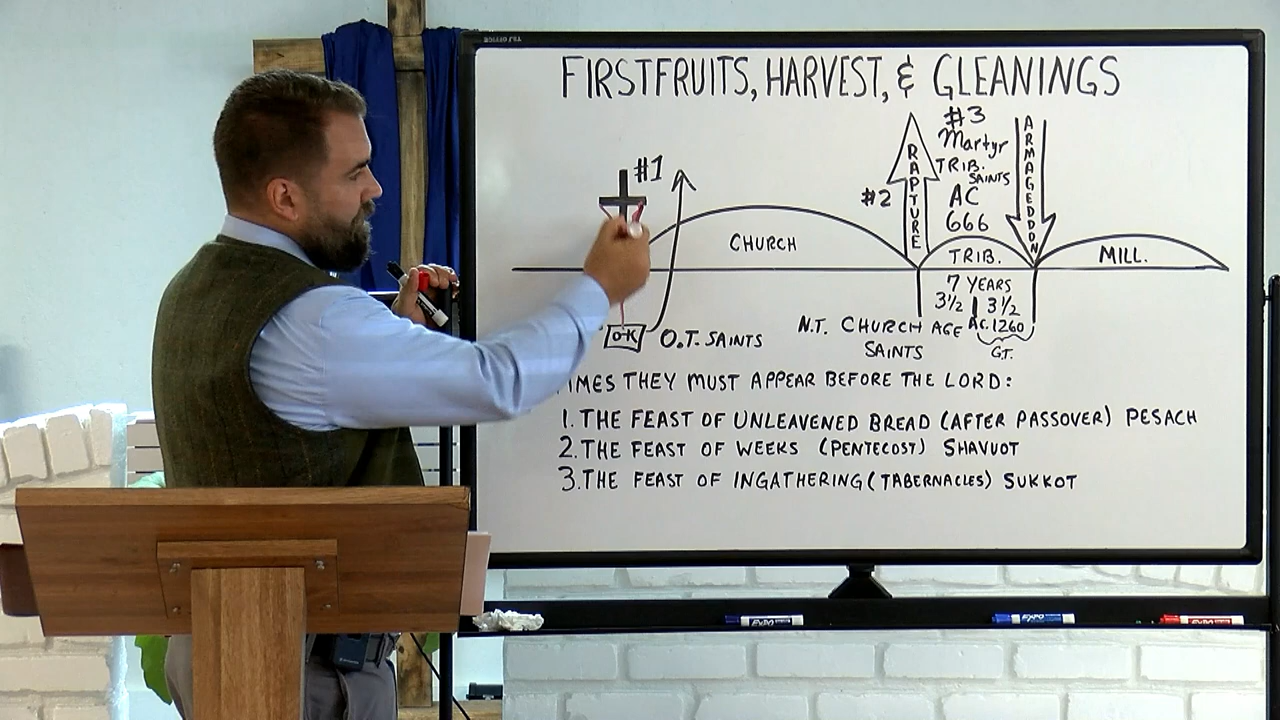 FIRSTFRUITS, HARVEST, & GLEANINGS
#1
#2
RAPTURE
#3
Martyr
TRIB.
SAINTS
AC
666
ARMAGEDDON
CHURCH
TRIB.
MILL.
7 YEARS
3½ 3½
AC. 1260
GT.
O.T. SAINTS
N.T. CHURCH AGE
SAINTS
IMES THEY MUST APPEAR BEFORE THE LORD:
1. THE FEAST OF UNLEAVENED BREAD (AFTER PASSOVER) PESACH
2. THE FEAST OF WEEKS (PENTECOST) SHAVUOT
3. THE FEAST OF INGATHERING (TABERNACLES) SUKKOT
EXPO
EXPO
EXPO